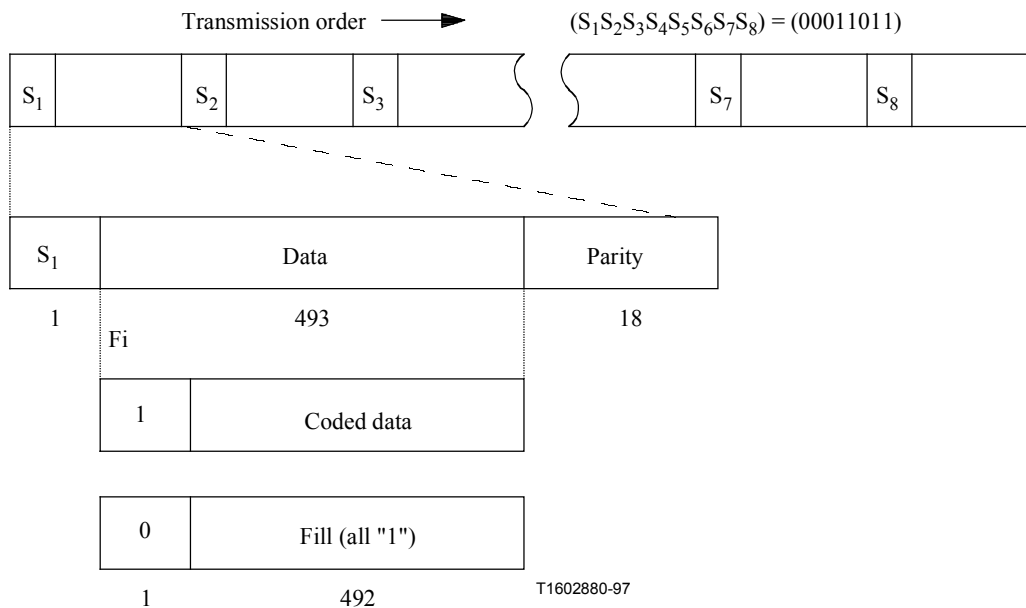 Transmission order (S1S2S3S4S5S6S7S8) = (00011011)
S1 S2 S3 S7 S8
S1 Data Parity
1 493 18
Fi
1 Coded data
0 Fill (all "1")
1 492 T1602880-97